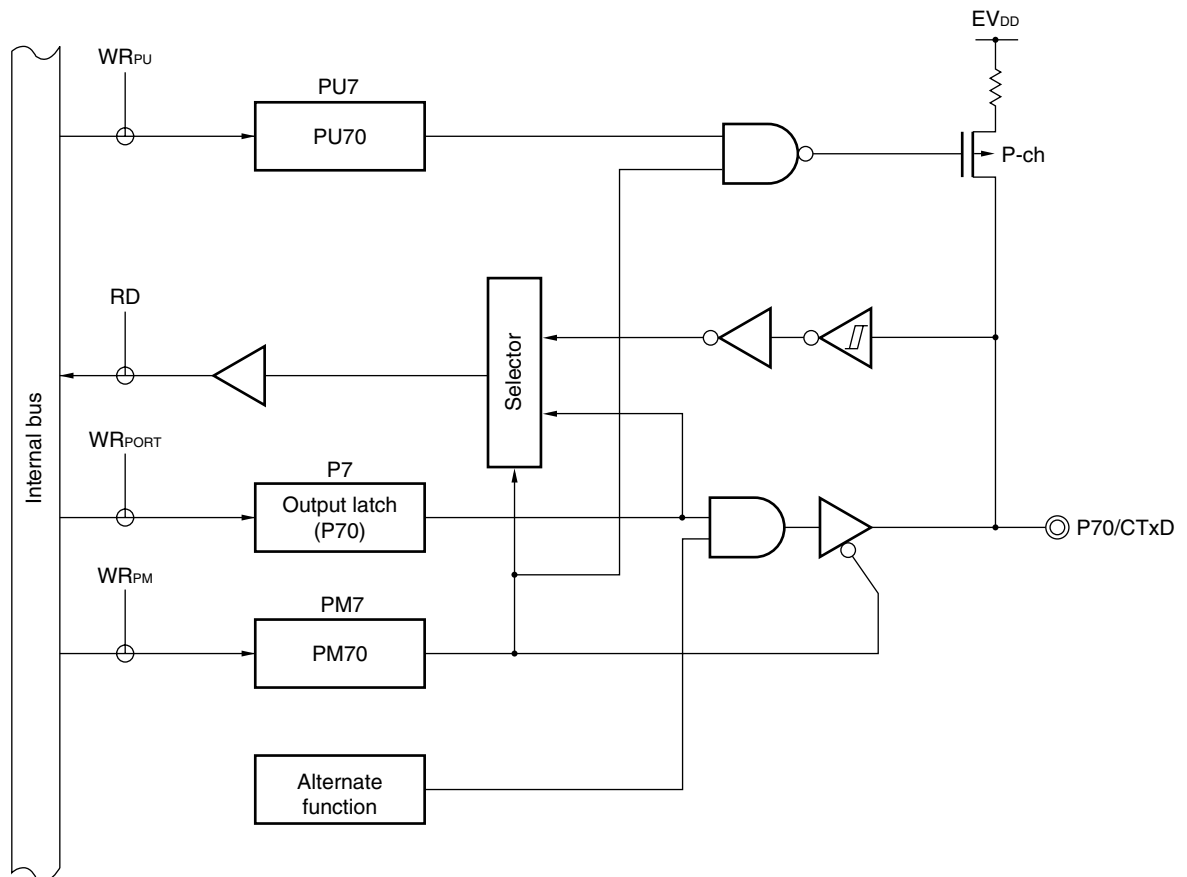 EVDD
WRPU
PU7
PU70
P-ch
RD
Selector
Internal bus
WRPORT
P7
Output latch
(P70)
P70/CTxD
WRPM
PM7
PM70
Alternate
function